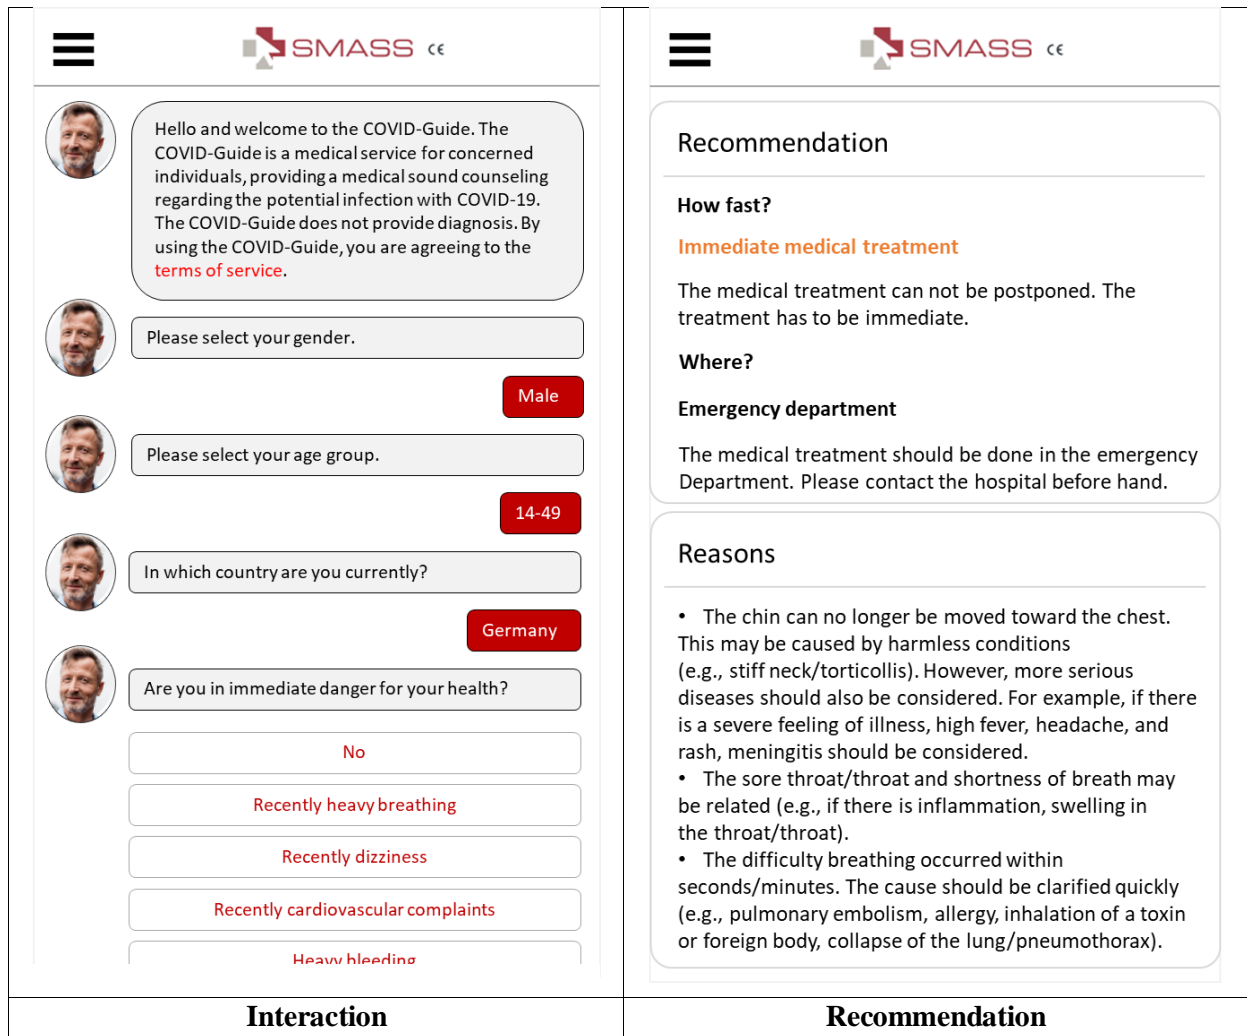 SMASS CE
Hello and welcome to the COVID-Guide. The
COVID-Guide is a medical service for concerned
individuals, providing a medical sound counseling
regarding the potential infection with COVID-19.
The COVID-Guide does not provide diagnosis. By
using the COVID-Guide, you are agreeing to the
terms of service.
Please select your gender.
Male
Please select your age group.
14-49
In which country are you currently?
Germany
Are you in immediate danger for your health?
No
Recently heavy breathing
Recently dizziness
Recently cardiovascular complaints
Heavy bleeding
Interaction
SMASS CE
Recommendation
How fast?
Immediate medical treatment
The medical treatment can not be postponed. The
treatment has to be immediate.
Where?
Emergency department
The medical treatment should be done in the emergency
Department. Please contact the hospital before hand.
Reasons
• The chin can no longer be moved toward the chest.
This may be caused by harmless conditions
(e.g., stiff neck/torticollis). However, more serious
diseases should also be considered. For example, if there
is a severe feeling of illness, high fever, headache, and
rash, meningitis should be considered.
• The sore throat/throat and shortness of breath may
be related (e.g., if there is inflammation, swelling in
the throat/throat).
• The difficulty breathing occurred within
seconds/minutes. The cause should be clarified quickly
(e.g., pulmonary embolism, allergy, inhalation of a toxin
or foreign body, collapse of the lung/pneumothorax).
Recommendation